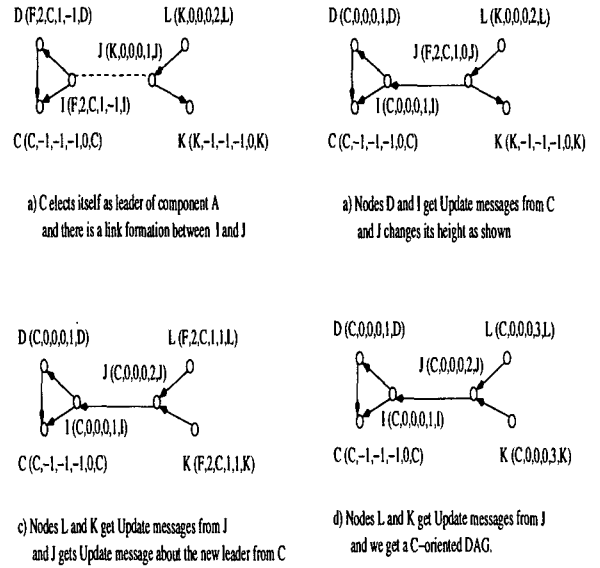 D (F,2,C,1,-1,D) L (K,0,0,0,2,L)
J (K,0,0,0,1,J)
I (F,2,C,1,-1,I)
C (C,-1,-1,-1,0,C) K (K,-1,-1,-1,0,K)
a) C elects itself as leader of component A
and there is a link formation between I and J
D (C,0,0,0,1,D) L (K,0,0,0,2,L)
J (F,2,C,1,0,J)
I (C,0,0,0,1,I)
C (C,-1,-1,-1,0,C) K (K,-1,-1,-1,0,K)
a) Nodes D and I get Update messages from C
and J changes its height as shown
D (C,0,0,0,1,D) L (F,2,C,1,1,L)
J (C,0,0,0,2,J)
I (C,0,0,0,1,I)
C (C,-1,-1,-1,0,C) K (F,2,C,1,1,K)
c) Nodes L and K get Update messages from J
and J gets Update message about the new leader from C
D (C,0,0,0,1,D) L (C,0,0,0,3,L)
J (C,0,0,0,2,J)
I (C,0,0,0,1,I)
C (C,-1,-1,-1,0,C) K (C,0,0,0,3,K)
d) Nodes L and K get Update messages from J
and we get a C-oriented DAG.